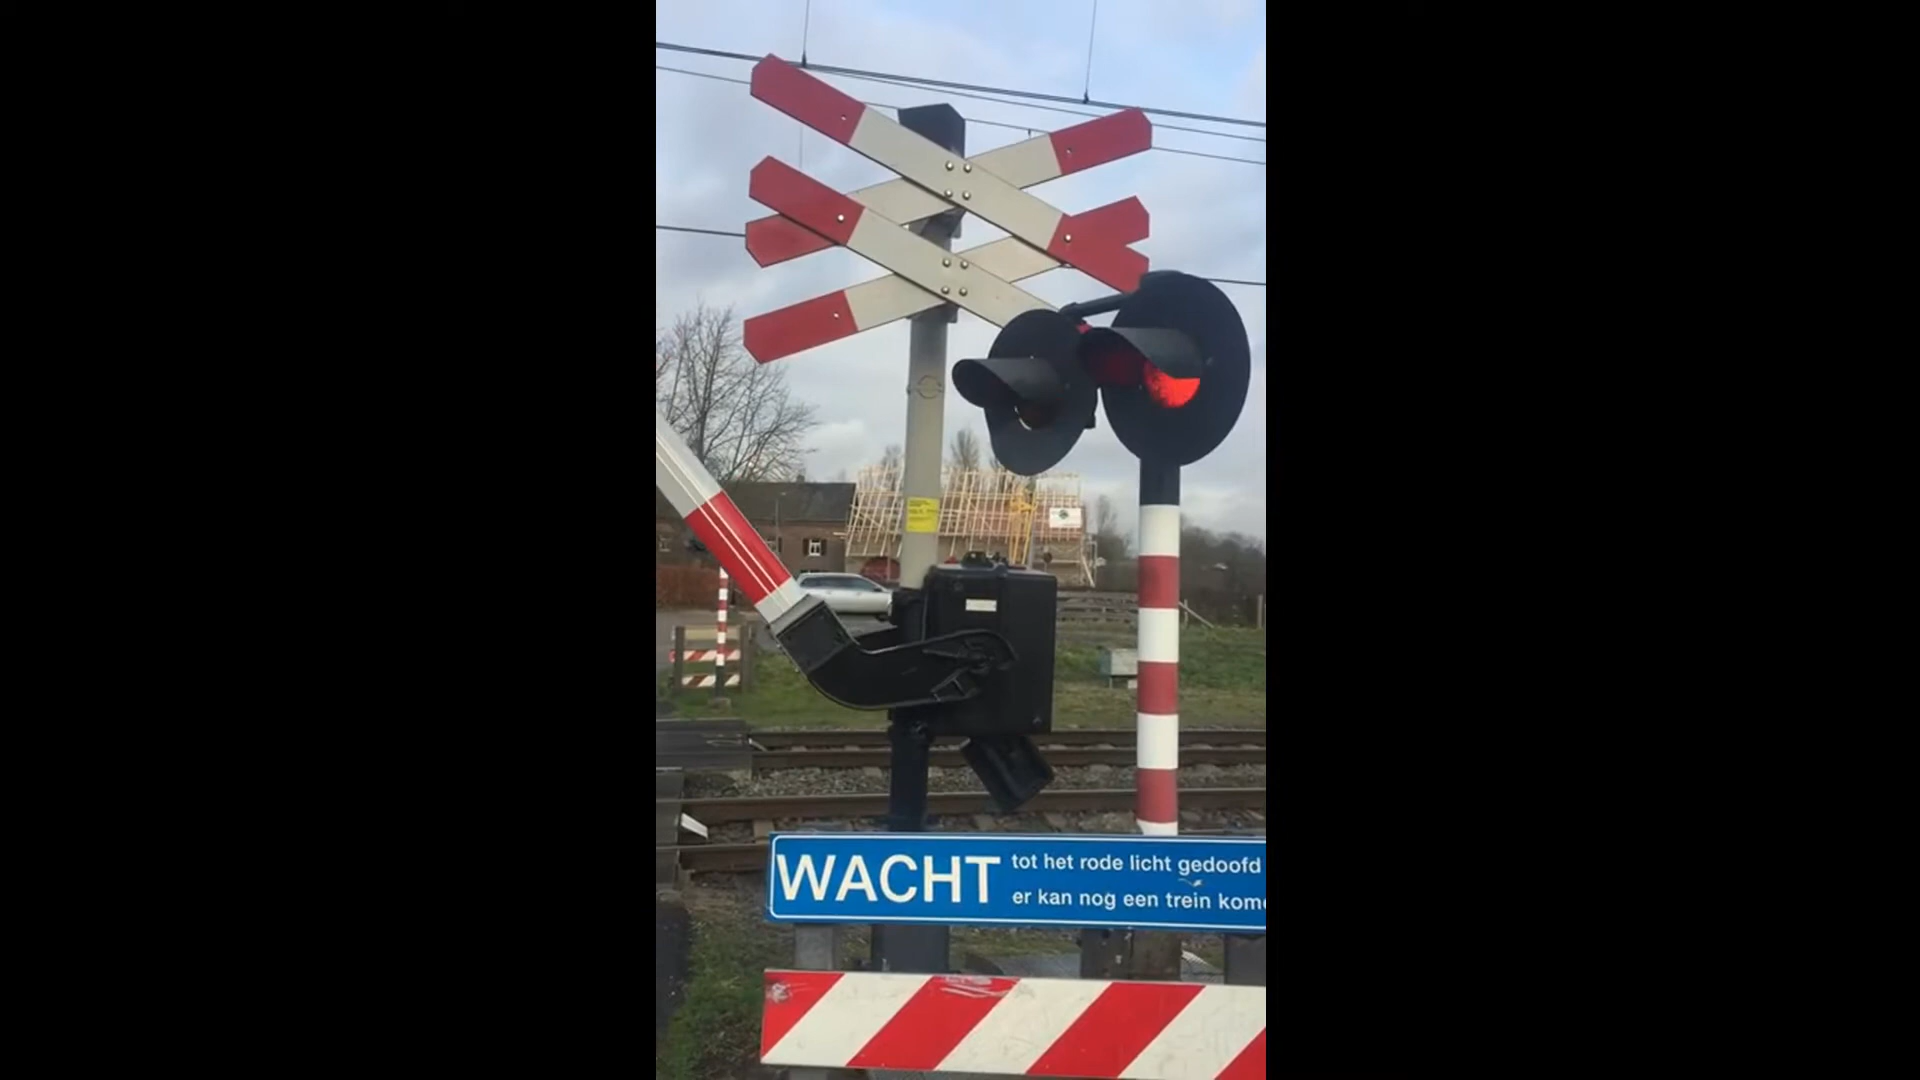 WACHT
tot het rode licht gedoofd
er kan nog een trein kom